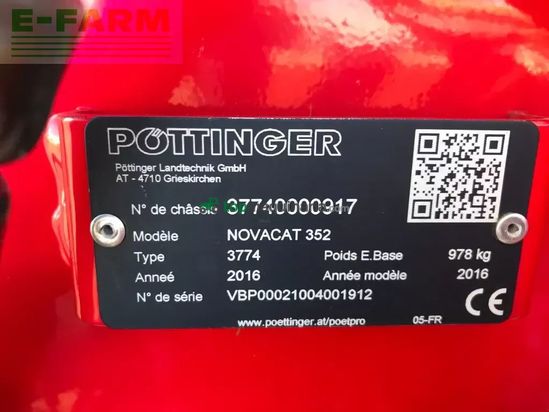 E-FARM
PÖTTINGER
Pöttinger Landtechnik GmbH
AT - 4710 Grieskirchen
N° de châssis 37740000917
Modèle NOVACAT 352
Type 3774 Poids E.Base 978 kg
Anneé 2016 Année modèle 2016
N° de série VBP00021004001912
www.poettinger.at/poetpro 05-FR CE